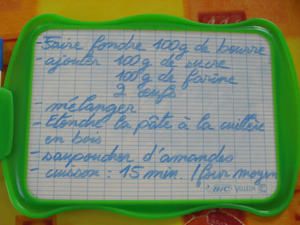 - Faire fondre 100g de beurre
- ajouter 100g de sucre
100g de farine
2 œufs
- mélanger
- Etendre la pâte à la cuillère
en bois
- saupoudrer d'amandes
- cuisson : 15 min. (four moyen